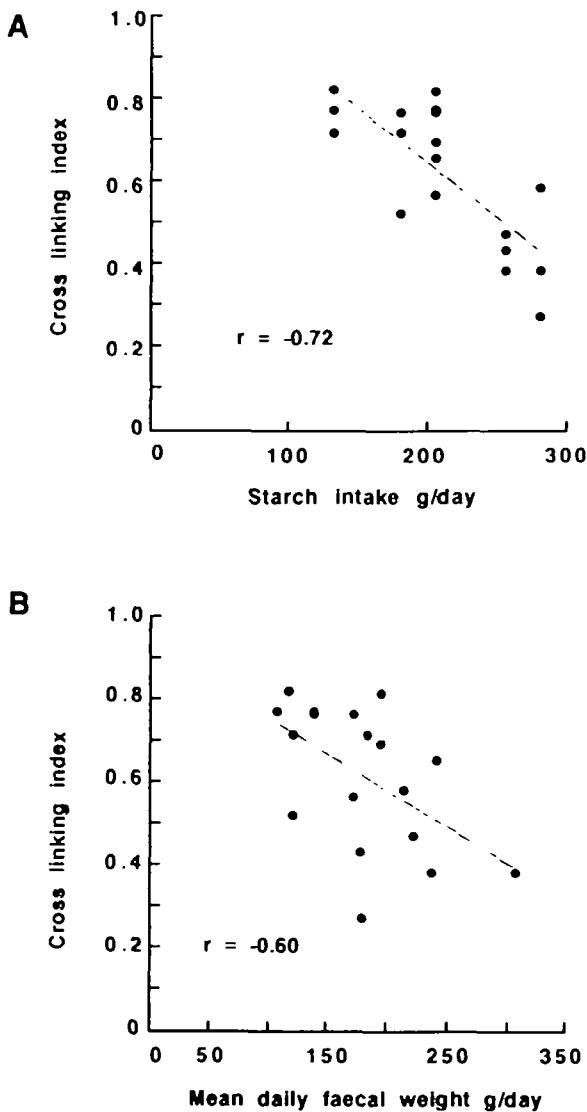 A
Cross linking index
1.0
0.8
0.6
0.4
0.2
0
r = -0.72
0 100 200 300
Starch intake g/day
B
Cross linking index
1.0
0.8
0.6
0.4
0.2
0
r = -0.60
0 50 150 250 350
Mean daily faecal weight g/day